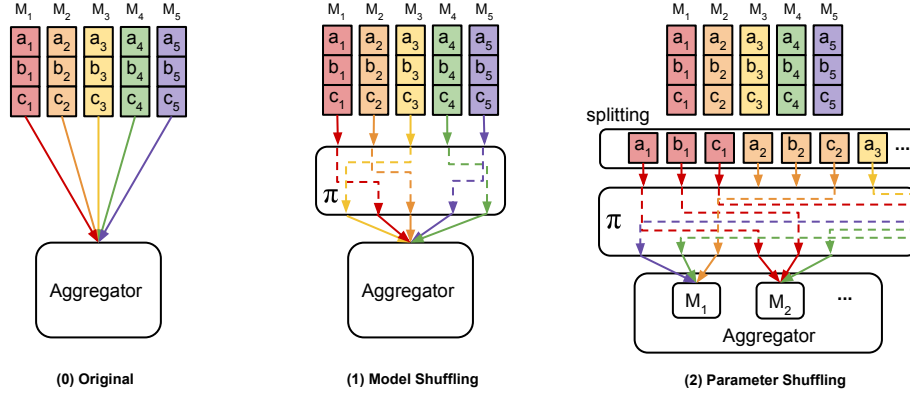 M₁ M₂ M₃ M₄ M₅
a₁ a₂ a₃ a₄ a₅
b₁ b₂ b₃ b₄ b₅
c₁ c₂ c₃ c₄ c₅
Aggregator
(0) Original
M₁ M₂ M₃ M₄ M₅
a₁ a₂ a₃ a₄ a₅
b₁ b₂ b₃ b₄ b₅
c₁ c₂ c₃ c₄ c₅
π
Aggregator
(1) Model Shuffling
M₁ M₂ M₃ M₄ M₅
a₁ a₂ a₃ a₄ a₅
b₁ b₂ b₃ b₄ b₅
c₁ c₂ c₃ c₄ c₅
splitting
a₁ b₁ c₁ a₂ b₂ c₂ a₃ ...
π
M₁ M₂ ...
Aggregator
(2) Parameter Shuffling